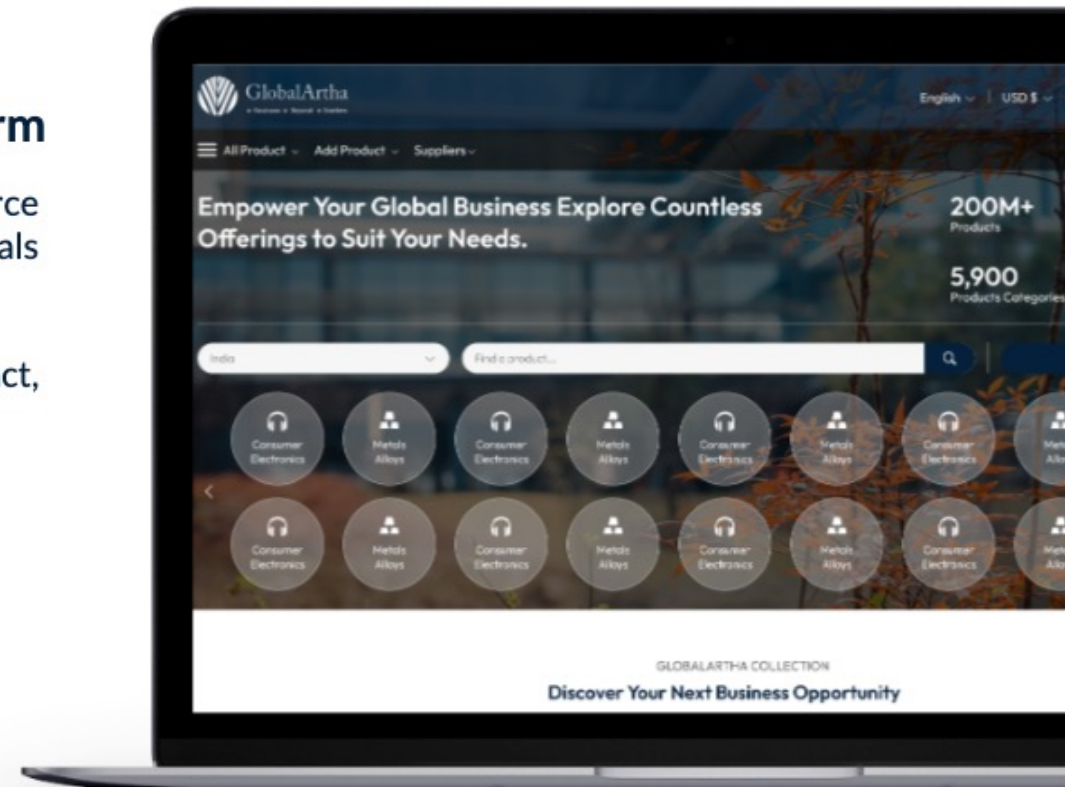 rm
rce
als
ct,
GlobalArtha
English
USD $
All Product
Add Product
Suppliers
Empower Your Global Business Explore Countless
Offerings to Suit Your Needs.
200M+
Products
5,900
Products Categories
India
Find a product...
Consumer
Electronics
Metals
Alloys
Consumer
Electronics
Metals
Alloys
Consumer
Electronics
Metals
Alloys
Consumer
Electronics
Consumer
Electronics
Metals
Alloys
Consumer
Electronics
Metals
Alloys
Consumer
Electronics
Metals
Alloys
Consumer
Electronics
GLOBALARTHA COLLECTION
Discover Your Next Business Opportunity